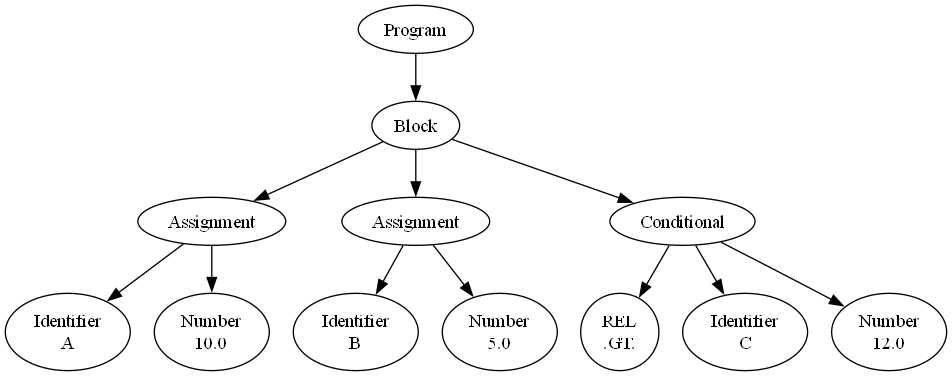 Program
Block
Assignment
Assignment
Conditional
Identifier
A
Number
10.0
Identifier
B
Number
5.0
REL
.GT.
Identifier
C
Number
12.0